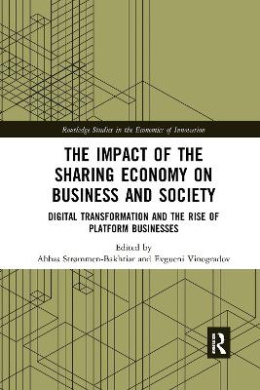 Routledge Studies in the Economics of Innovation
THE IMPACT OF THE
SHARING ECONOMY ON
BUSINESS AND SOCIETY
DIGITAL TRANSFORMATION AND THE RISE OF
PLATFORM BUSINESSES
Edited by
Abbas Strømmen-Bakhtiar and Evgueni Vinogradov
ROUTLEDGE